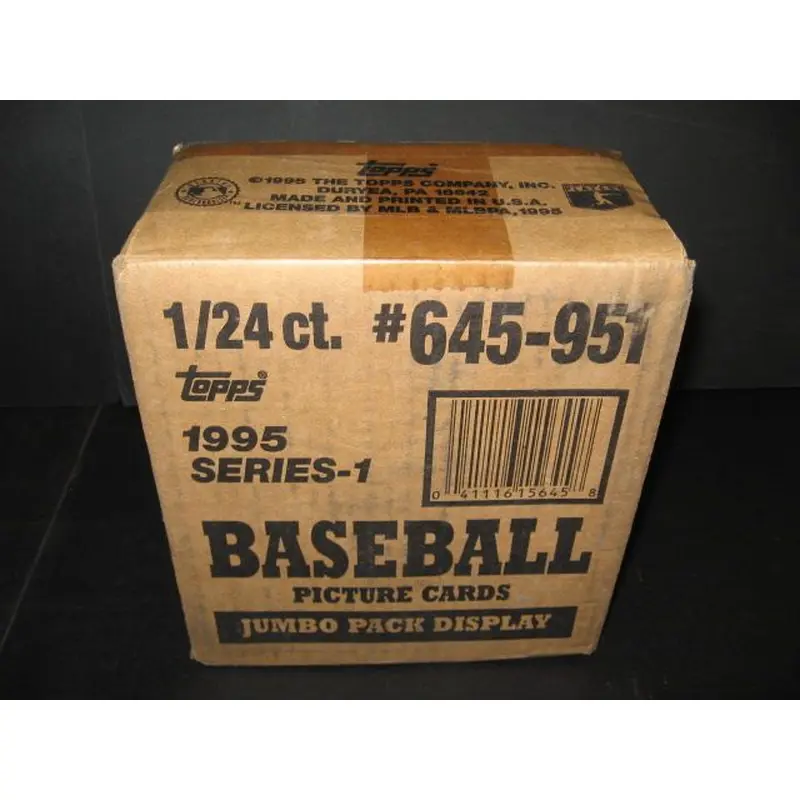 topps
©1995 THE TOPPS COMPANY, INC.
DURYEA, PA 18642
MADE AND PRINTED IN U.S.A.
LICENSED BY MLB & MLBPA, 1995
PLAYERS
1/24 ct. #645-951
topps®
1995
SERIES-1
0 41116 15645 8
BASEBALL
PICTURE CARDS
JUMBO PACK DISPLAY